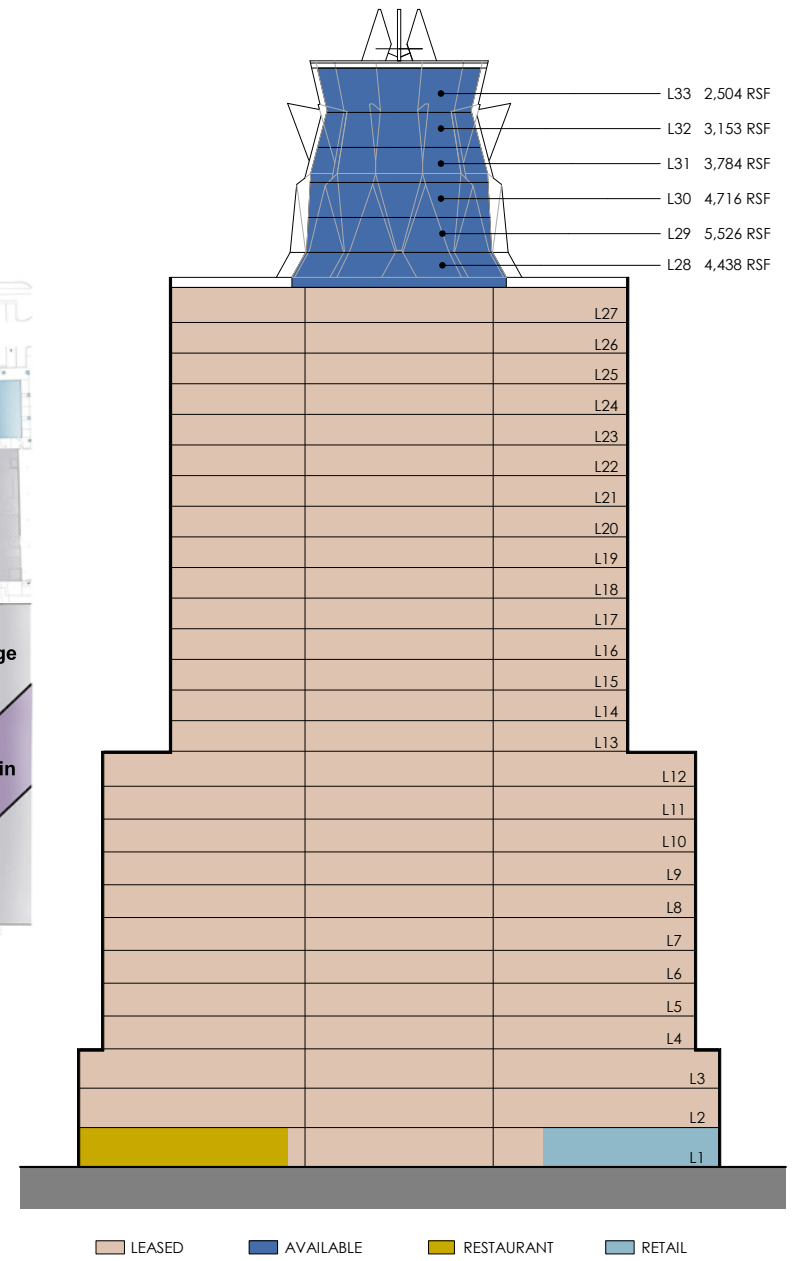 L33 2,504 RSF
L32 3,153 RSF
L31 3,784 RSF
L30 4,716 RSF
L29 5,526 RSF
L28 4,438 RSF
L27
L26
L25
L24
L23
L22
L21
L20
L19
L18
L17
L16
L15
L14
L13
L12
L11
L10
L9
L8
L7
L6
L5
L4
L3
L2
L1
ge
in
LEASED AVAILABLE RESTAURANT RETAIL